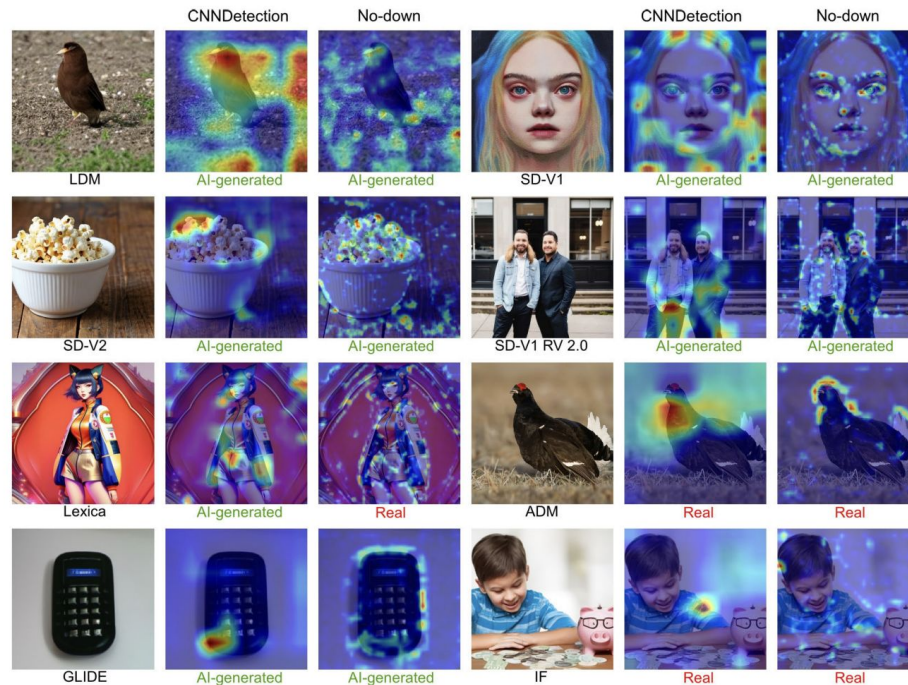 CNNDetection No-down CNNDetection No-down
LDM AI-generated AI-generated SD-V1 AI-generated AI-generated
SD-V2 AI-generated AI-generated SD-V1 RV 2.0 AI-generated AI-generated
Lexica AI-generated Real ADM Real Real
GLIDE AI-generated AI-generated IF Real Real